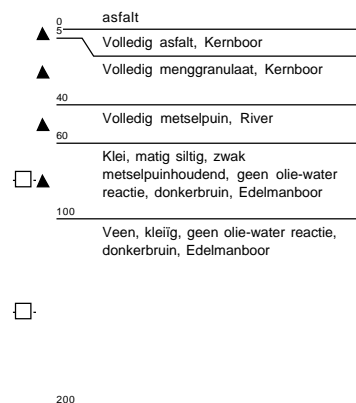 0 asfalt
5
Volledig asfalt, Kernboor
Volledig menggranulaat, Kernboor
40
Volledig metselpuin, River
60
Klei, matig siltig, zwak
metselpuinhoudend, geen olie-water
reactie, donkerbruin, Edelmanboor
100
Veen, kleiïg, geen olie-water reactie,
donkerbruin, Edelmanboor
200